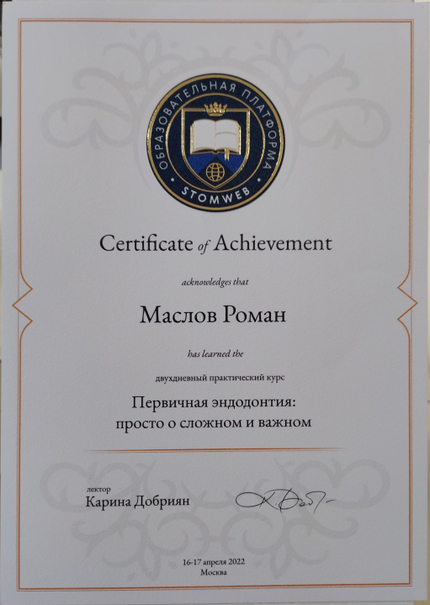 ОБРАЗОВАТЕЛЬНАЯ ПЛАТФОРМА
• STOMWEB •
Certificate of Achievement
acknowledges that
Маслов Роман
has learned the
двухдневный практический курс
Первичная эндодонтия:
просто о сложном и важном
лектор
Карина Добриян
16-17 апреля 2022
Москва